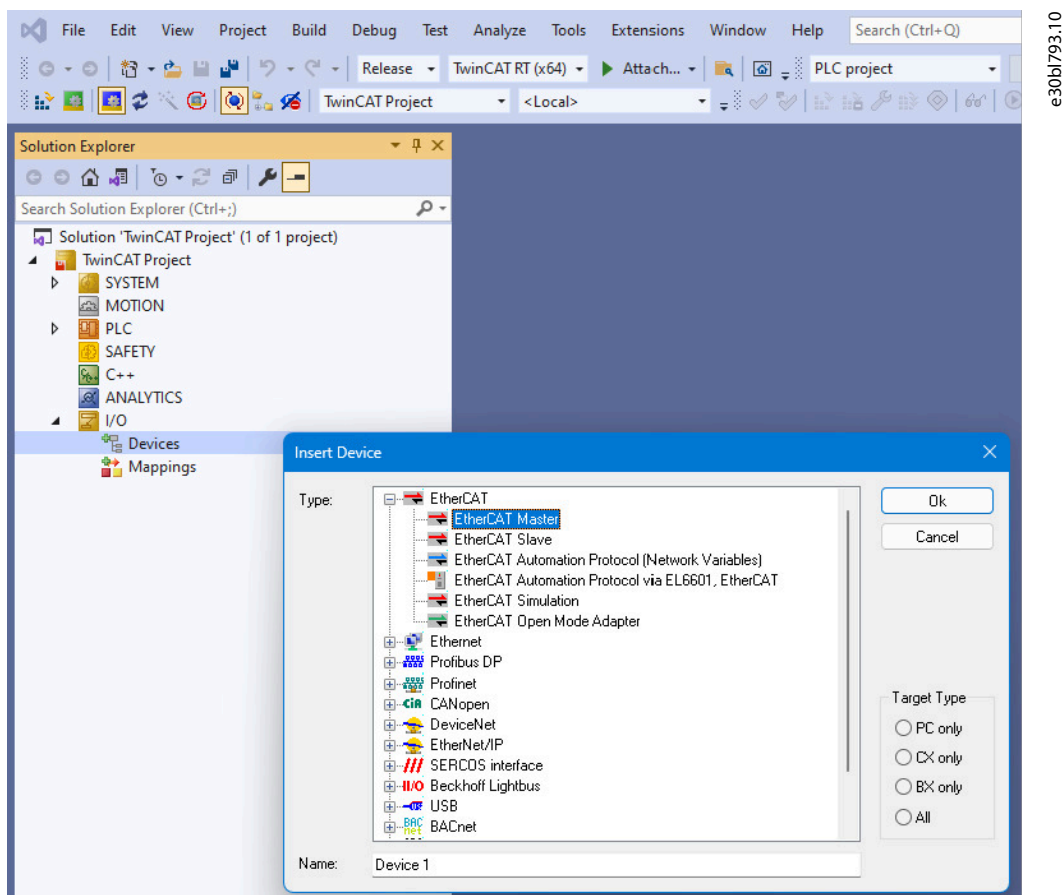 File Edit View Project Build Debug Test Analyze Tools Extensions Window Help Search (Ctrl+Q)
Release TwinCAT RT (x64) Attach... PLC project
TwinCAT Project <Local>
Solution Explorer
Search Solution Explorer (Ctrl+;)
Solution 'TwinCAT Project' (1 of 1 project)
TwinCAT Project
SYSTEM
MOTION
PLC
SAFETY
C++
ANALYTICS
I/O
Devices
Mappings
Insert Device
Type:
EtherCAT
EtherCAT Master
EtherCAT Slave
EtherCAT Automation Protocol (Network Variables)
EtherCAT Automation Protocol via EL6601, EtherCAT
EtherCAT Simulation
EtherCAT Open Mode Adapter
Ethernet
Profibus DP
Profinet
CiA CANopen
DeviceNet
EtherNet/IP
SERCOS interface
II/O Beckhoff Lightbus
USB
BAC net BACnet
Ok
Cancel
Target Type
PC only
CX only
BX only
All
Name: Device 1
e30bl793.10